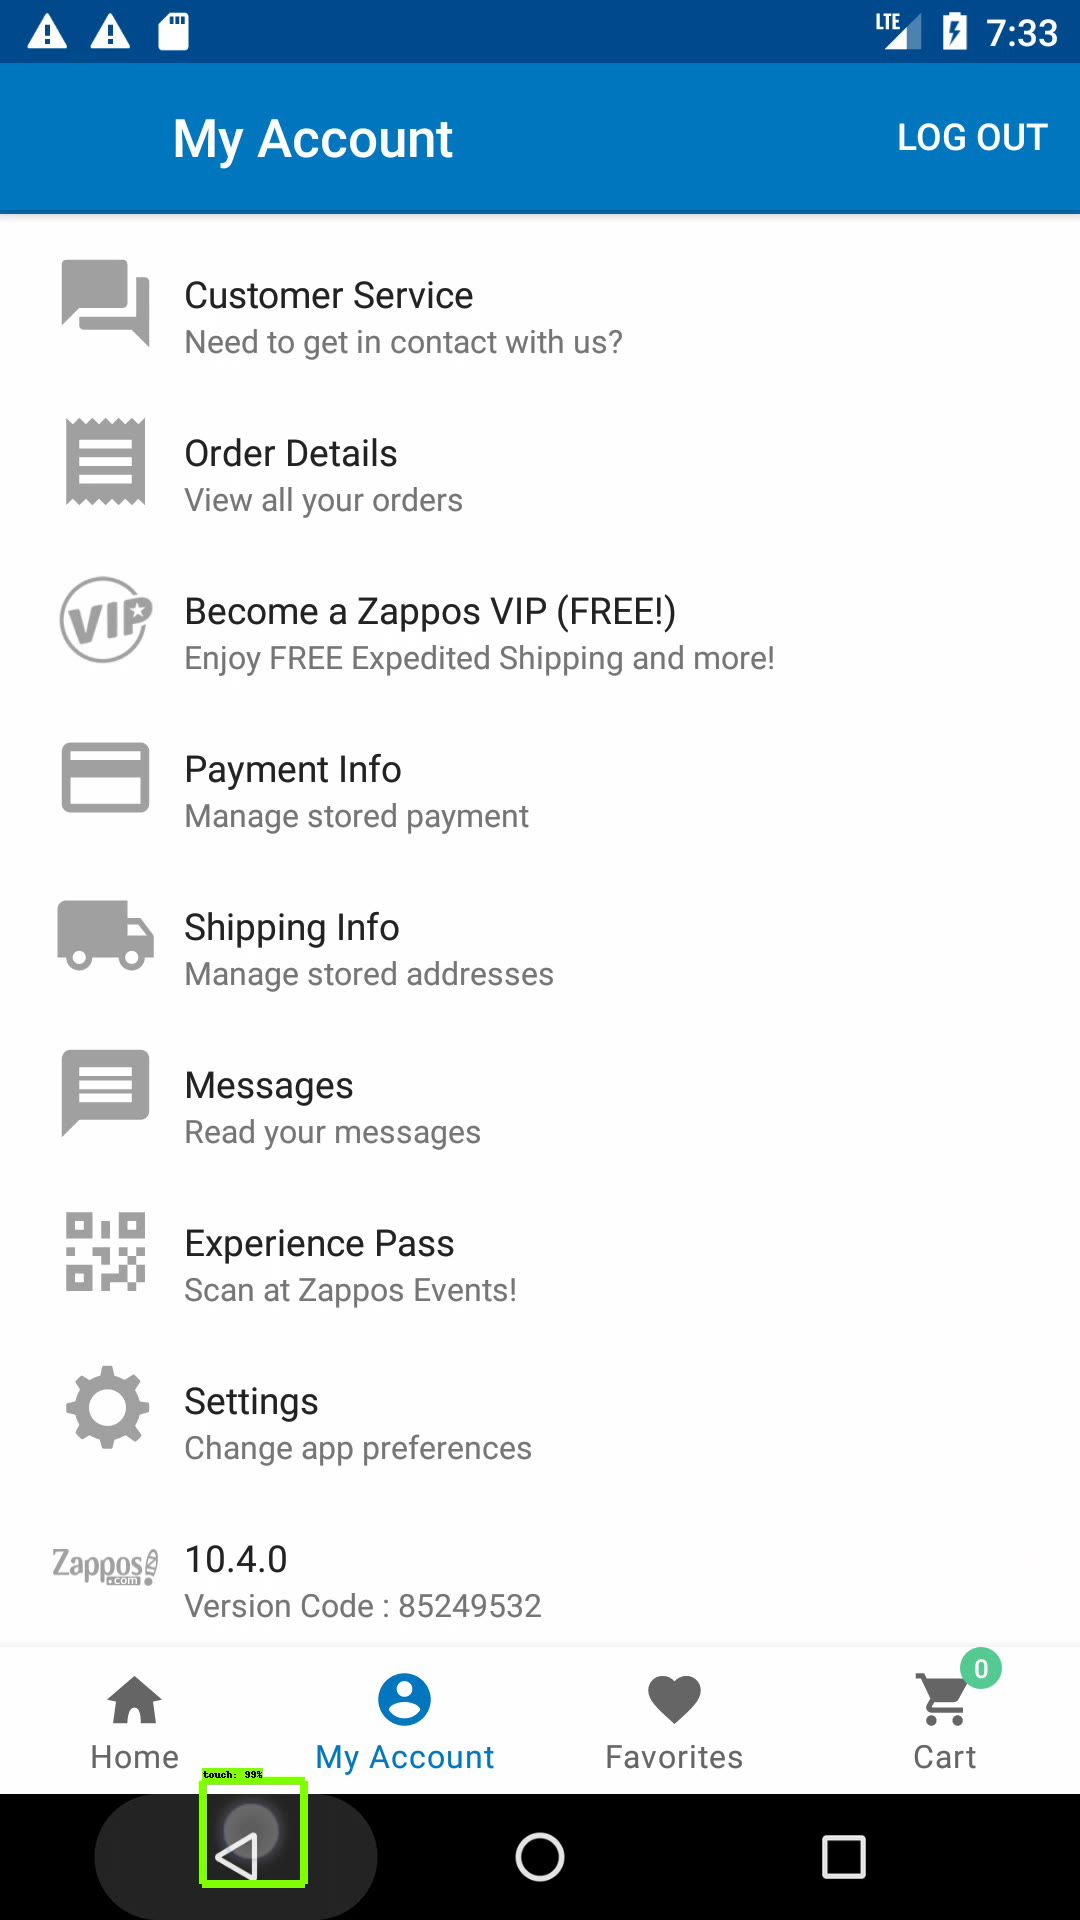 LTE 7:33
My Account
LOG OUT
Customer Service
Need to get in contact with us?
Order Details
View all your orders
VIP
Become a Zappos VIP (FREE!)
Enjoy FREE Expedited Shipping and more!
Payment Info
Manage stored payment
Shipping Info
Manage stored addresses
Messages
Read your messages
Experience Pass
Scan at Zappos Events!
Settings
Change app preferences
Zappos
.com
10.4.0
Version Code : 85249532
0
Home
My Account
Favorites
Cart
touch: 99%